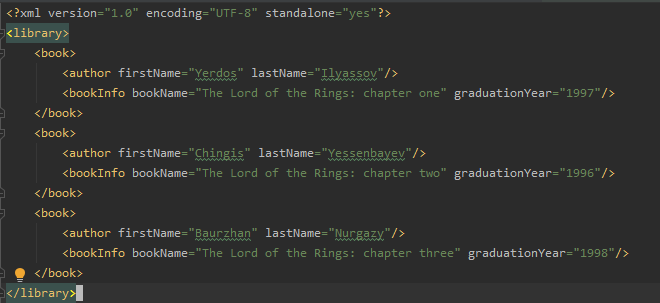 <?xml version="1.0" encoding="UTF-8" standalone="yes"?>
<library>
    <book>
        <author firstName="Yerdos" lastName="Ilyassov"/>
        <bookInfo bookName="The Lord of the Rings: chapter one" graduationYear="1997"/>
    </book>
    <book>
        <author firstName="Chingis" lastName="Yessenbayev"/>
        <bookInfo bookName="The Lord of the Rings: chapter two" graduationYear="1996"/>
    </book>
    <book>
        <author firstName="Baurzhan" lastName="Nurgazy"/>
        <bookInfo bookName="The Lord of the Rings: chapter three" graduationYear="1998"/>
    </book>
</library>